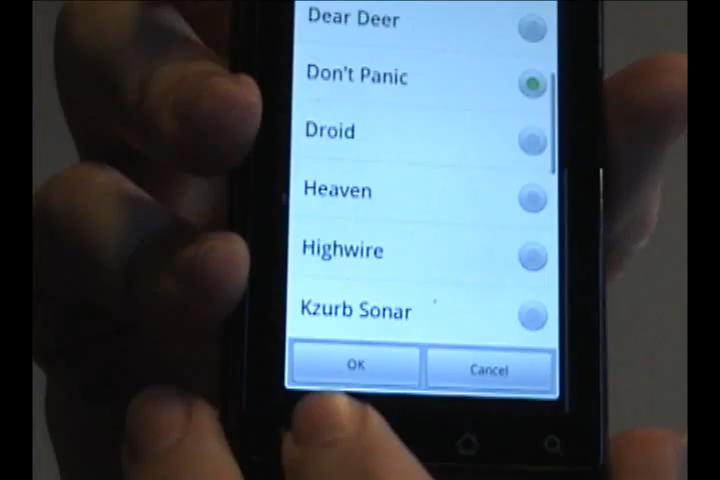 Dear Deer
Don't Panic
Droid
Heaven
Highwire
Kzurb Sonar
OK
Cancel